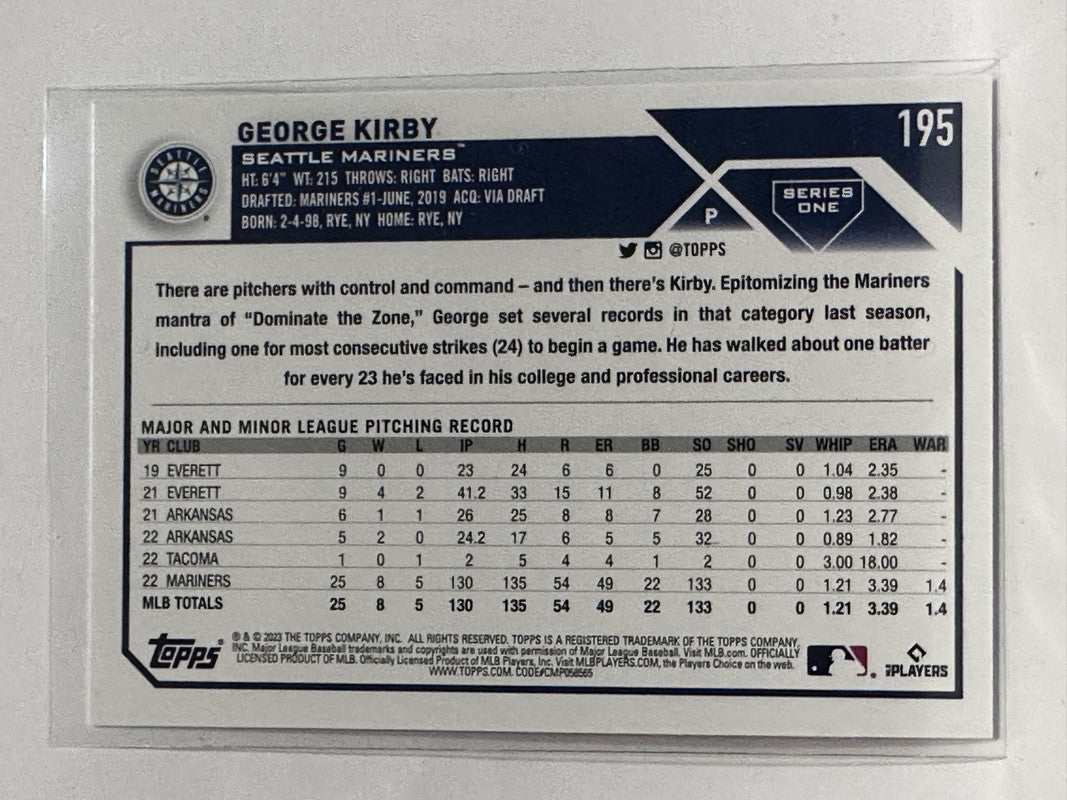 195
GEORGE KIRBY
SEATTLE MARINERS™
HT: 6'4" WT: 215 THROWS: RIGHT BATS: RIGHT
DRAFTED: MARINERS #1-JUNE, 2019 ACQ: VIA DRAFT
BORN: 2-4-98, RYE, NY HOME: RYE, NY
SEATTLE MARINERS
P
SERIES
ONE
@TOPPS
There are pitchers with control and command – and then there's Kirby. Epitomizing the Mariners
mantra of “Dominate the Zone,” George set several records in that category last season,
including one for most consecutive strikes (24) to begin a game. He has walked about one batter
for every 23 he's faced in his college and professional careers.
MAJOR AND MINOR LEAGUE PITCHING RECORD
YR CLUB G W L IP H R ER BB SO SHO SV WHIP ERA WAR
19 EVERETT 9 0 0 23 24 6 6 0 25 0 0 1.04 2.35 -
21 EVERETT 9 4 2 41.2 33 15 11 8 52 0 0 0.98 2.38 -
21 ARKANSAS 6 1 1 26 25 8 8 7 28 0 0 1.23 2.77 -
22 ARKANSAS 5 2 0 24.2 17 6 5 5 32 0 0 0.89 1.82 -
22 TACOMA 1 0 1 2 5 4 4 1 2 0 0 3.00 18.00 -
22 MARINERS 25 8 5 130 135 54 49 22 133 0 0 1.21 3.39 1.4
MLB TOTALS 25 8 5 130 135 54 49 22 133 0 0 1.21 3.39 1.4
Topps
® & © 2023 THE TOPPS COMPANY, INC. ALL RIGHTS RESERVED. TOPPS IS A REGISTERED TRADEMARK OF THE TOPPS COMPANY,
INC. Major League Baseball trademarks and copyrights are used with permission of Major League Baseball. Visit MLB.com. OFFICIALLY
LICENSED PRODUCT OF MLB. Officially Licensed Product of MLB Players, Inc. Visit MLBPLAYERS.COM, the Players Choice on the web.
WWW.TOPPS.COM. CODE#CMP058565
PLAYERS